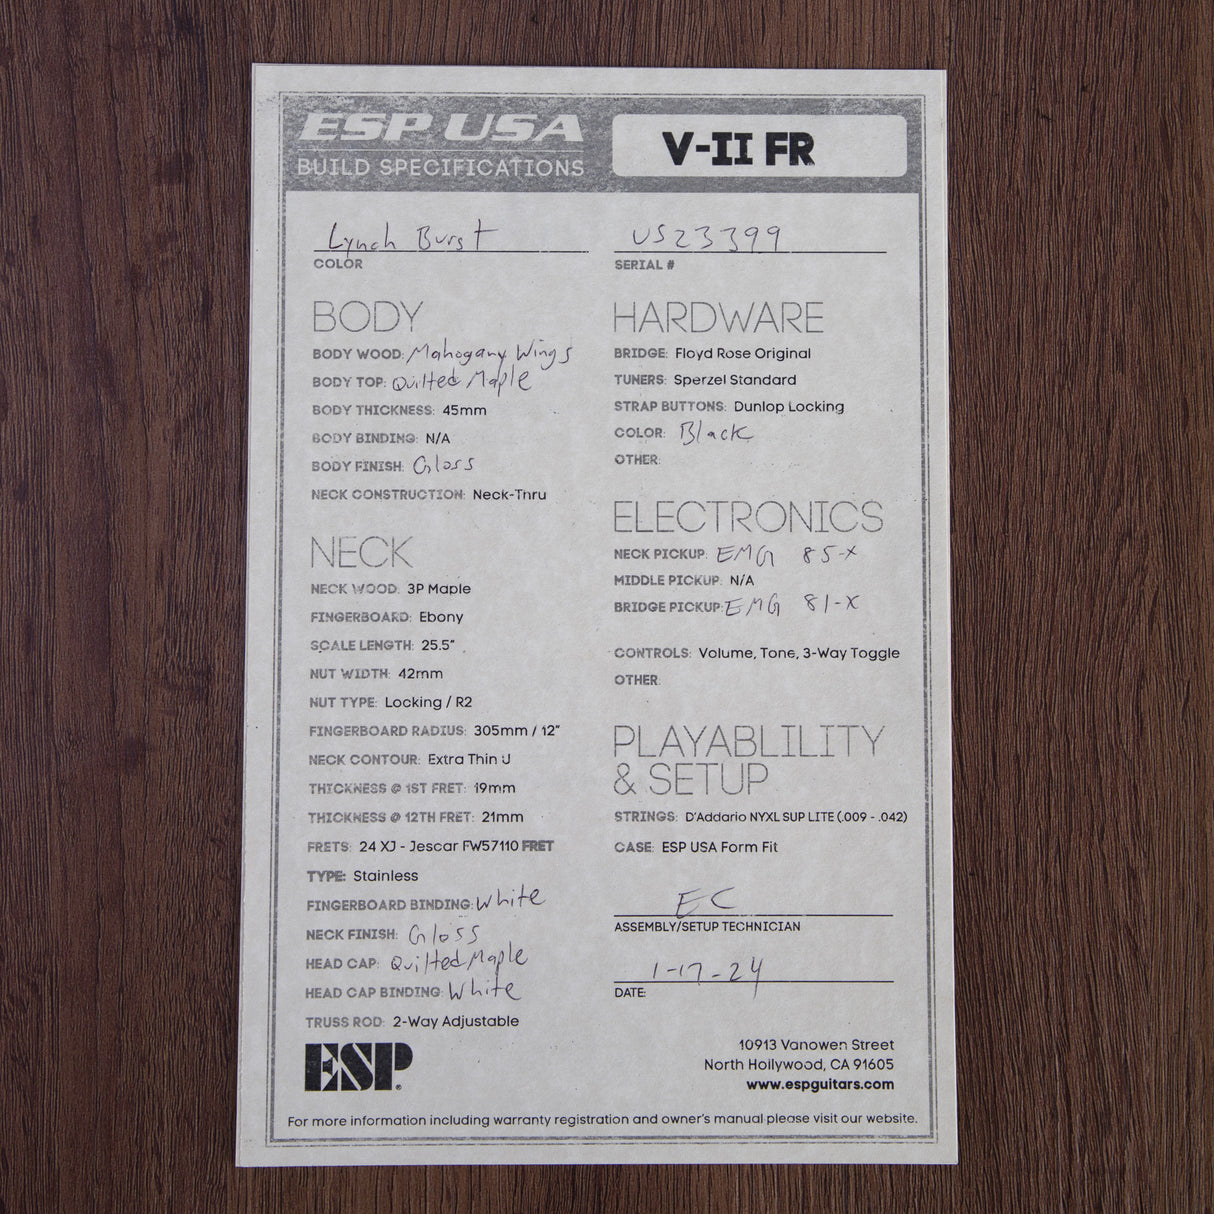 ESP USA
BUILD SPECIFICATIONS
V-II FR
Lynch Burst
COLOR
US23399
SERIAL #
BODY
BODY WOOD: Mahogany Wings
BODY TOP: Quilted Maple
BODY THICKNESS: 45mm
BODY BINDING: N/A
BODY FINISH: Gloss
NECK CONSTRUCTION: Neck-Thru
NECK
NECK WOOD: 3P Maple
FINGERBOARD: Ebony
SCALE LENGTH: 25.5"
NUT WIDTH: 42mm
NUT TYPE: Locking / R2
FINGERBOARD RADIUS: 305mm / 12"
NECK CONTOUR: Extra Thin U
THICKNESS @ 1ST FRET: 19mm
THICKNESS @ 12TH FRET: 21mm
FRETS: 24 XJ - Jescar FW57110 FRET
TYPE: Stainless
FINGERBOARD BINDING: White
NECK FINISH: Gloss
HEAD CAP: Quilted Maple
HEAD CAP BINDING: White
TRUSS ROD: 2-Way Adjustable
ESP®
HARDWARE
BRIDGE: Floyd Rose Original
TUNERS: Sperzel Standard
STRAP BUTTONS: Dunlop Locking
COLOR: Black
OTHER:
ELECTRONICS
NECK PICKUP: EMG 85-X
MIDDLE PICKUP: N/A
BRIDGE PICKUP: EMG 81-X
CONTROLS: Volume, Tone, 3-Way Toggle
OTHER:
PLAYABLILITY
& SETUP
STRINGS: D'Addario NYXL SUP LITE (.009 - .042)
CASE: ESP USA Form Fit
EC
ASSEMBLY/SETUP TECHNICIAN
1-17-24
DATE:
10913 Vanowen Street
North Hollywood, CA 91605
www.espguitars.com
For more information including warranty registration and owner's manual please visit our website.